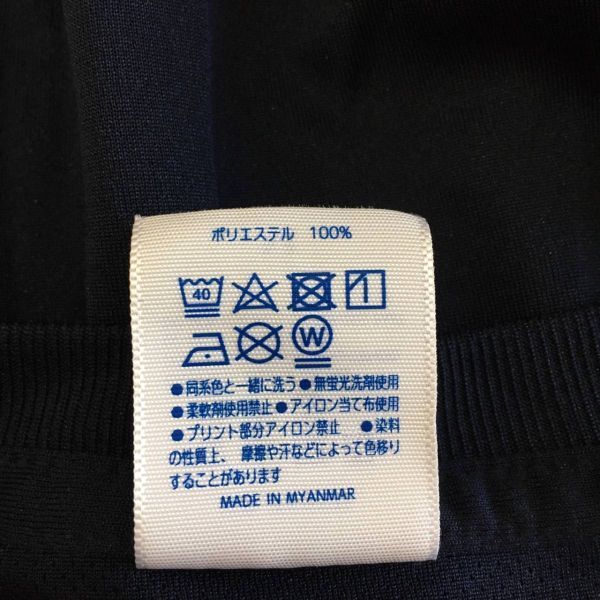 ポリエステル 100%
40
W
●同系色と一緒に洗う ●無蛍光洗剤使用
●柔軟剤使用禁止 ●アイロン当て布使用
●プリント部分アイロン禁止 ●染料
の性質上、摩擦や汗などによって色移り
することがあります
MADE IN MYANMAR